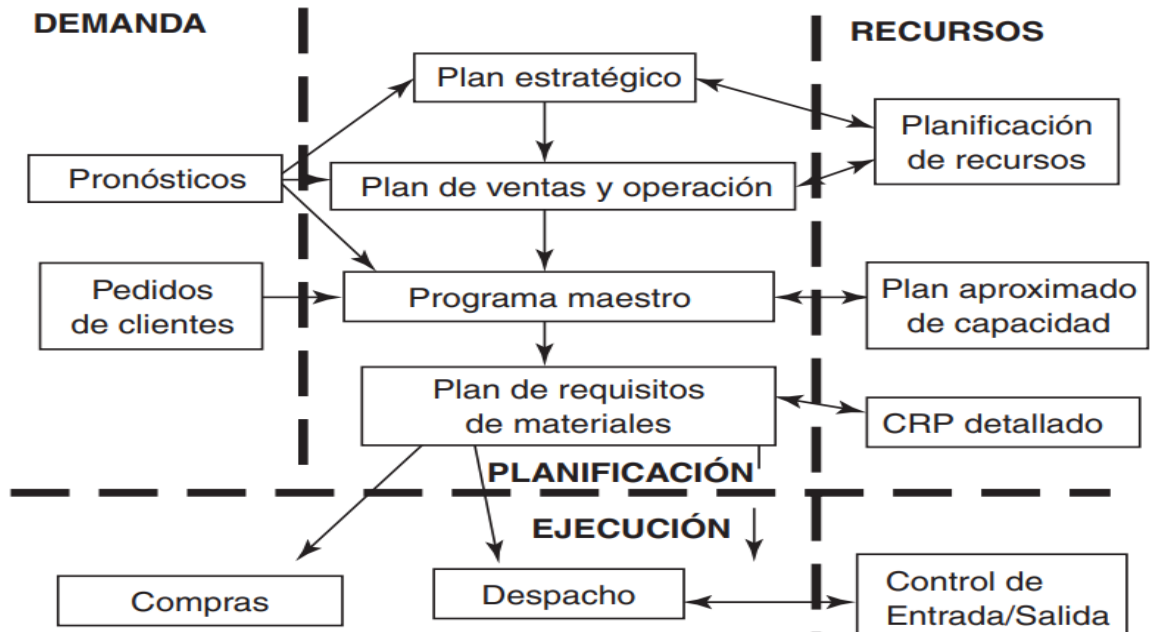 DEMANDA
RECURSOS
Plan estratégico
Planificación
de recursos
Pronósticos
Plan de ventas y operación
Pedidos
de clientes
Programa maestro
Plan aproximado
de capacidad
Plan de requisitos
de materiales
CRP detallado
PLANIFICACIÓN
EJECUCIÓN
Compras
Despacho
Control de
Entrada/Salida